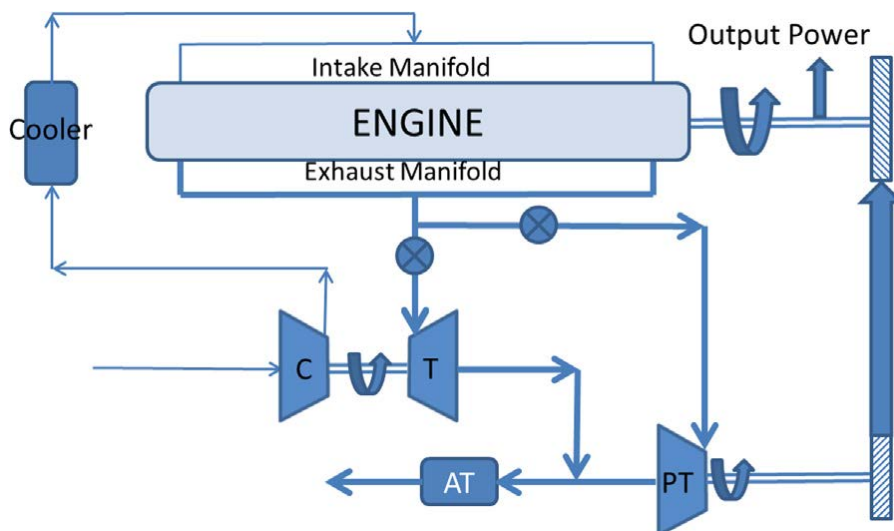 Output Power
Intake Manifold
Cooler
ENGINE
Exhaust Manifold
C
T
AT
PT